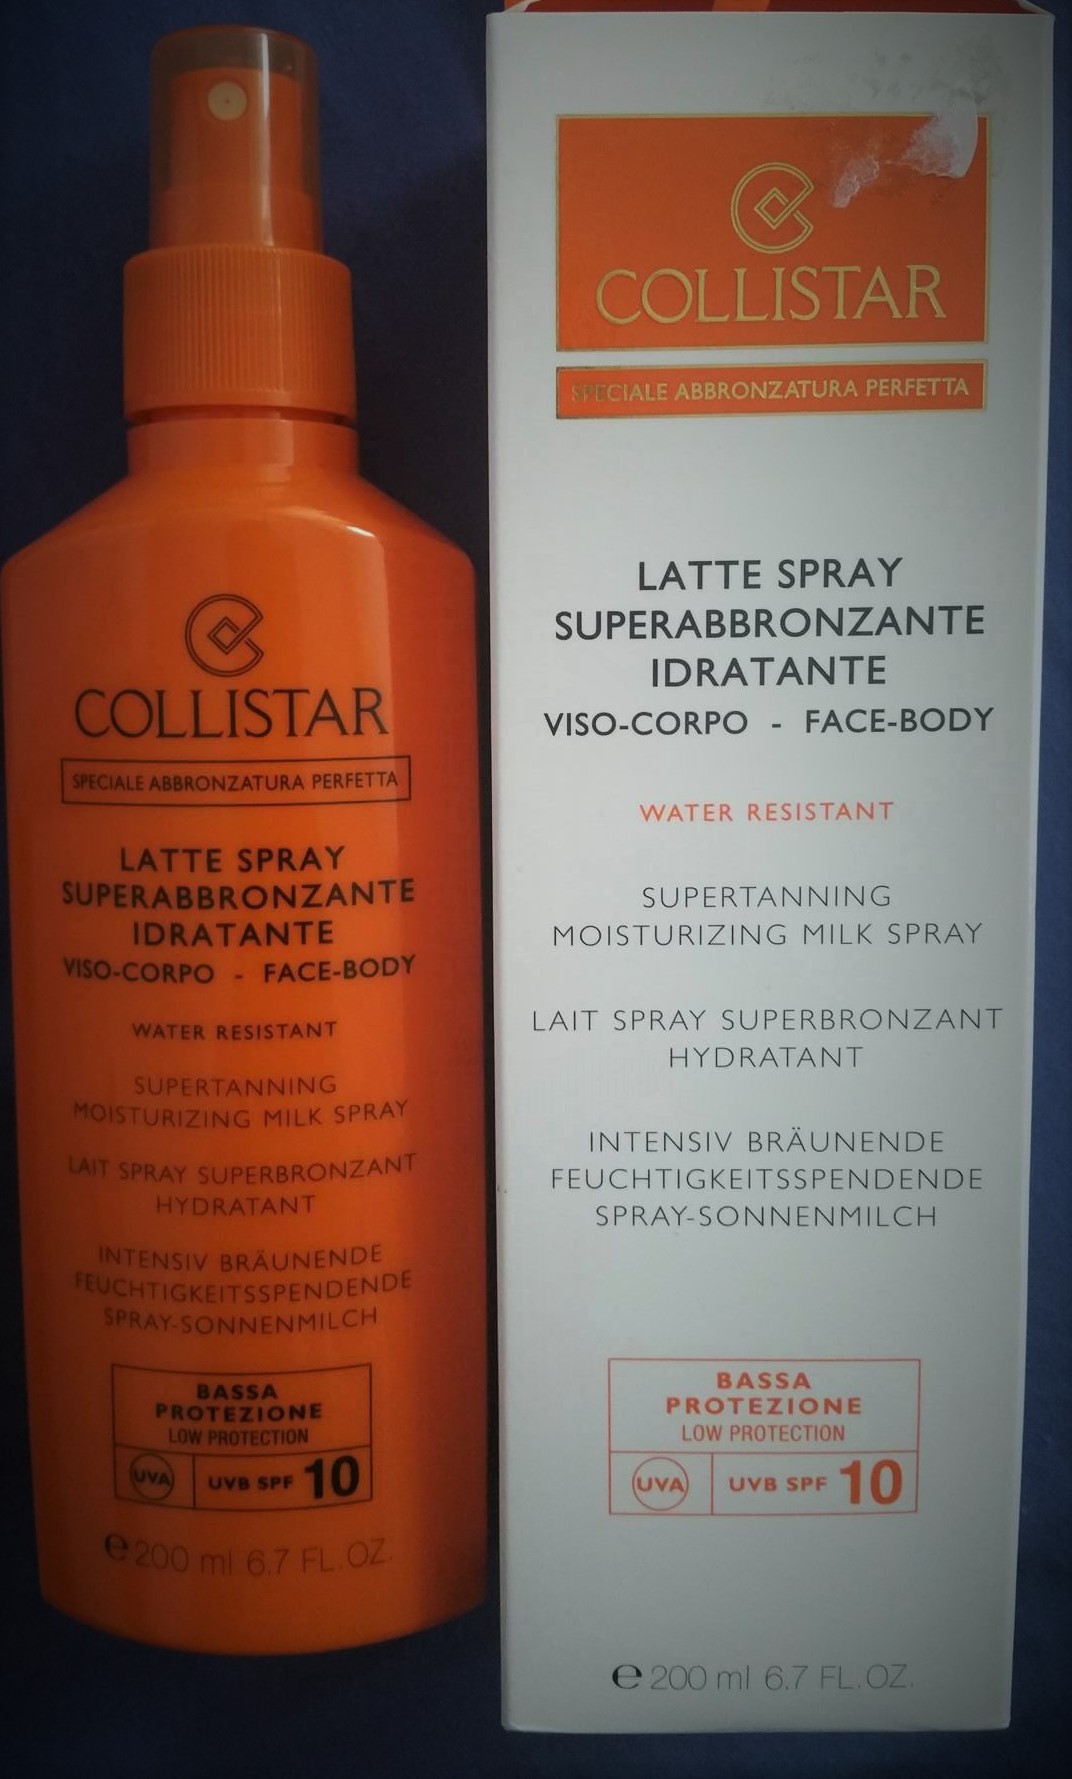 COLLISTAR
SPECIALE ABBRONZATURA PERFETTA
LATTE SPRAY
SUPERABBRONZANTE
IDRATANTE
VISO-CORPO - FACE-BODY
WATER RESISTANT
SUPERTANNING
MOISTURIZING MILK SPRAY
LAIT SPRAY SUPERBRONZANT
HYDRATANT
INTENSIV BRÄUNENDE
FEUCHTIGKEITSSPENDENDE
SPRAY-SONNENMILCH
BASSA
PROTEZIONE
LOW PROTECTION
UVA UVB SPF 10
e 200 ml 6.7 FL.OZ.
COLLISTAR
SPECIALE ABBRONZATURA PERFETTA
LATTE SPRAY
SUPERABBRONZANTE
IDRATANTE
VISO-CORPO - FACE-BODY
WATER RESISTANT
SUPERTANNING
MOISTURIZING MILK SPRAY
LAIT SPRAY SUPERBRONZANT
HYDRATANT
INTENSIV BRÄUNENDE
FEUCHTIGKEITSSPENDENDE
SPRAY-SONNENMILCH
BASSA
PROTEZIONE
LOW PROTECTION
UVA UVB SPF 10
e 200 ml 6.7 FL.OZ.